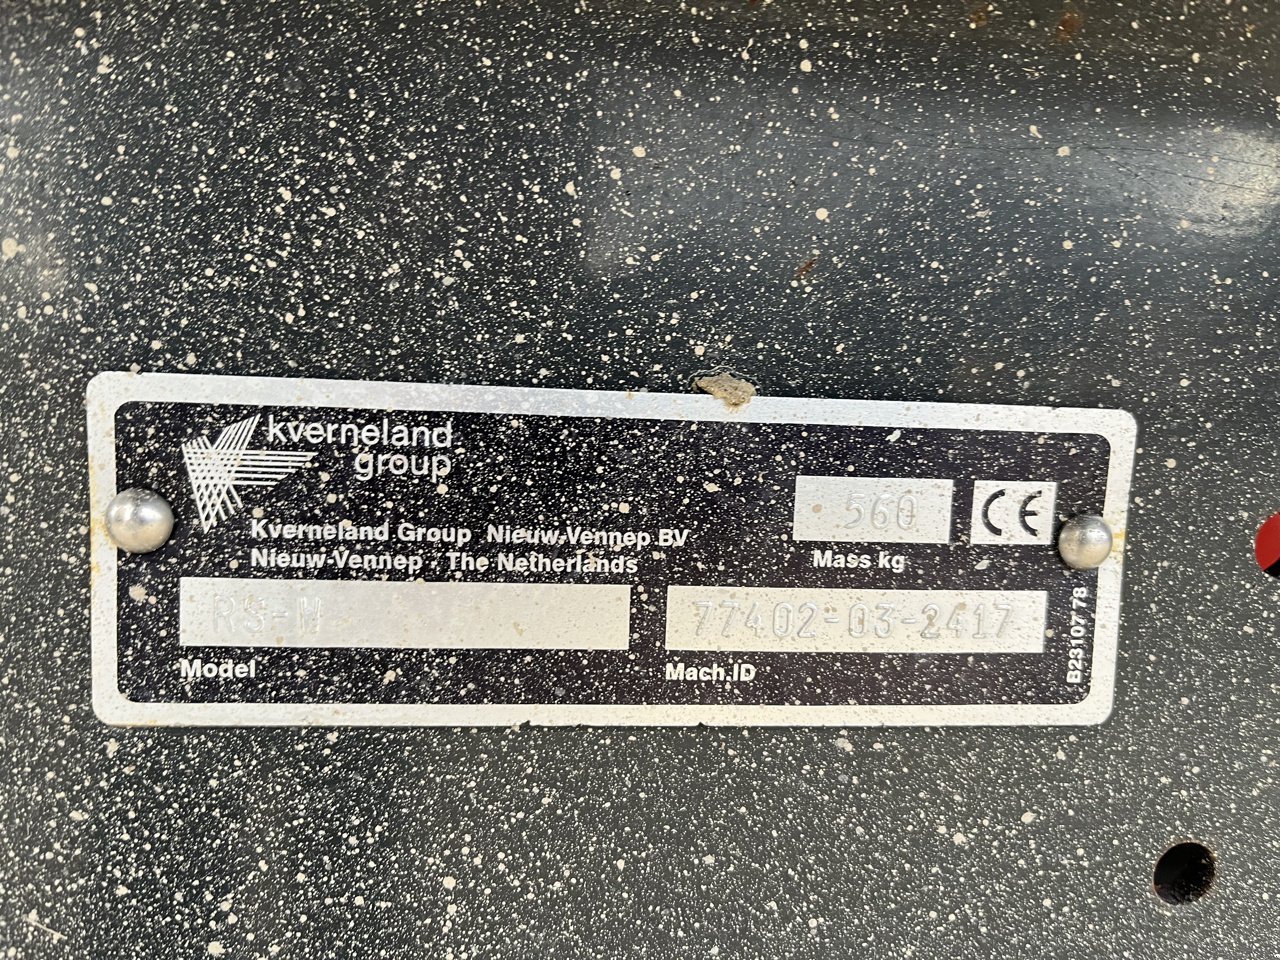 kverneland
group
Kverneland Group Nieuw-Vennep BV
Nieuw-Vennep - The Netherlands
560
CE
Mass kg
RS-M
77402-03-2417
Model
Mach.ID
B2310778